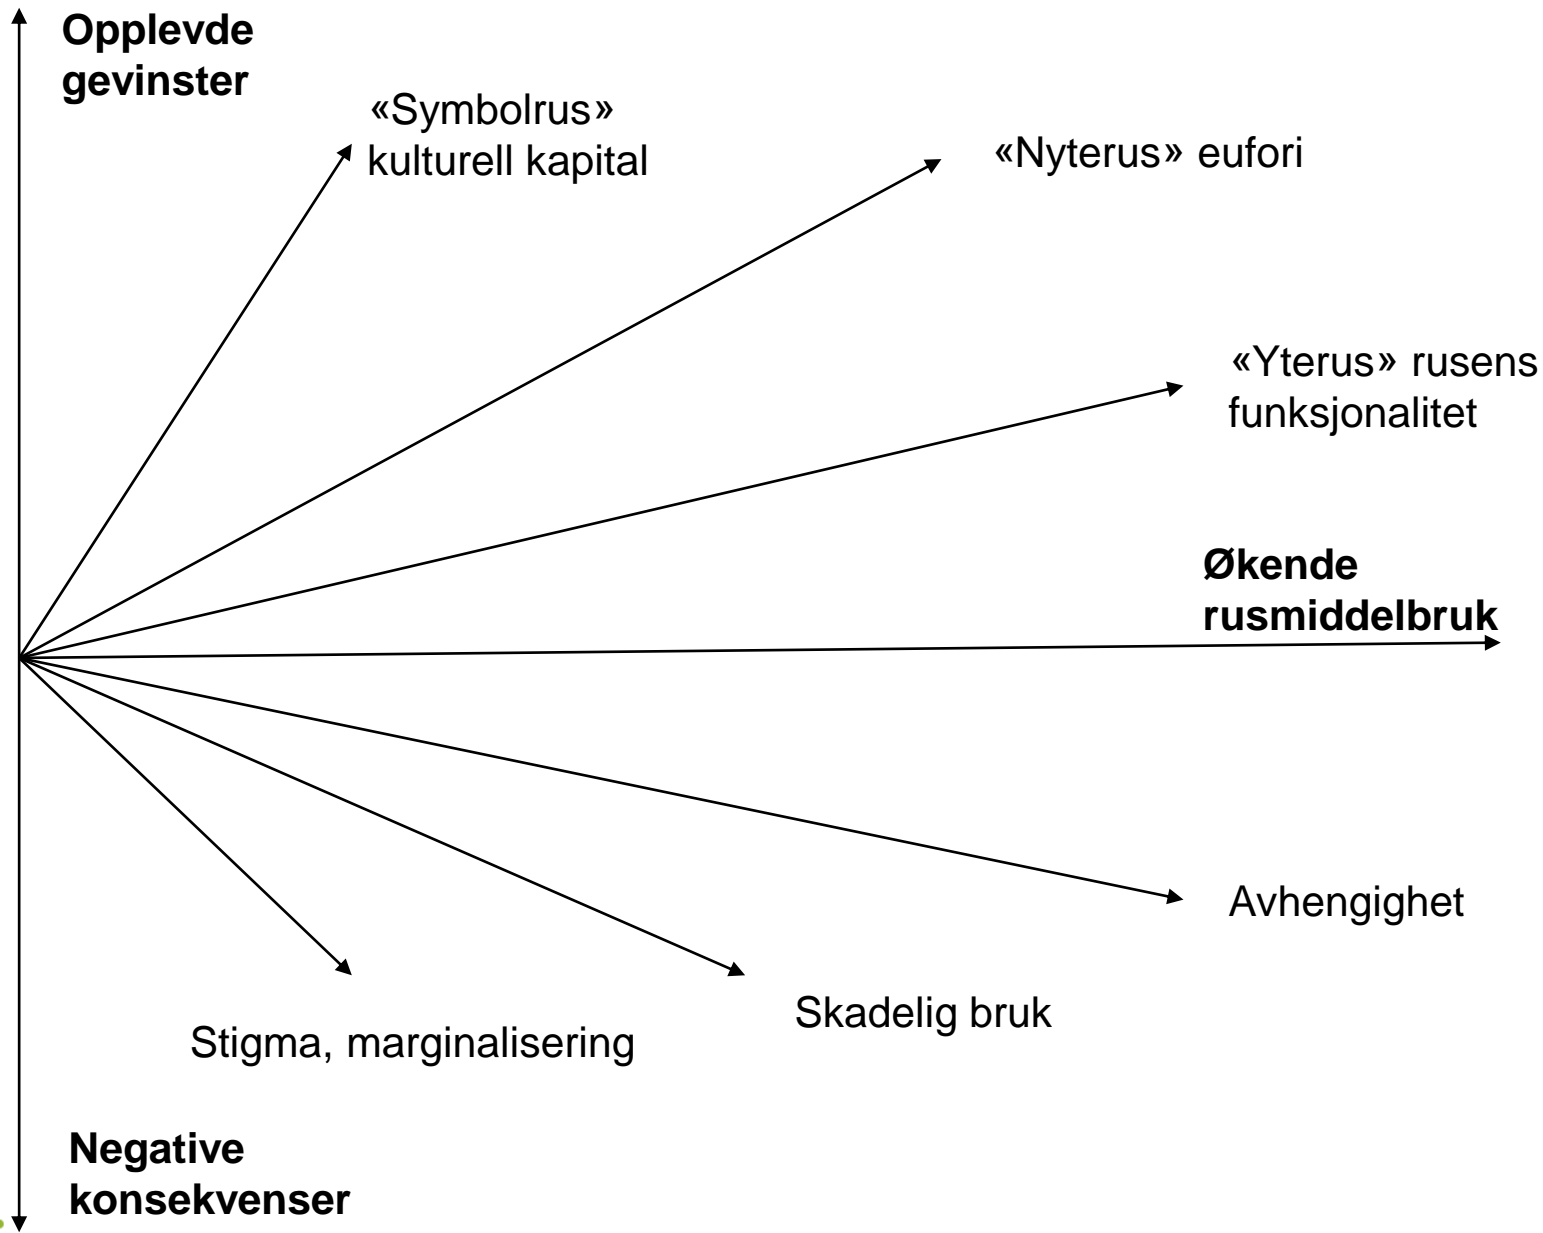 Opplevde
gevinster
«Symbolrus»
kulturell kapital
«Nyterus» eufori
«Yterus» rusens
funksjonalitet
Økende
rusmiddelbruk
Avhengighet
Skadelig bruk
Stigma, marginalisering
Negative
konsekvenser